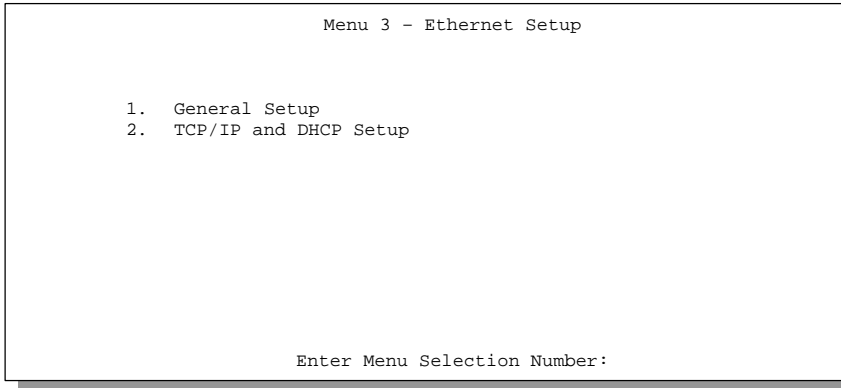 Menu 3 – Ethernet Setup
1. General Setup
2. TCP/IP and DHCP Setup
Enter Menu Selection Number: